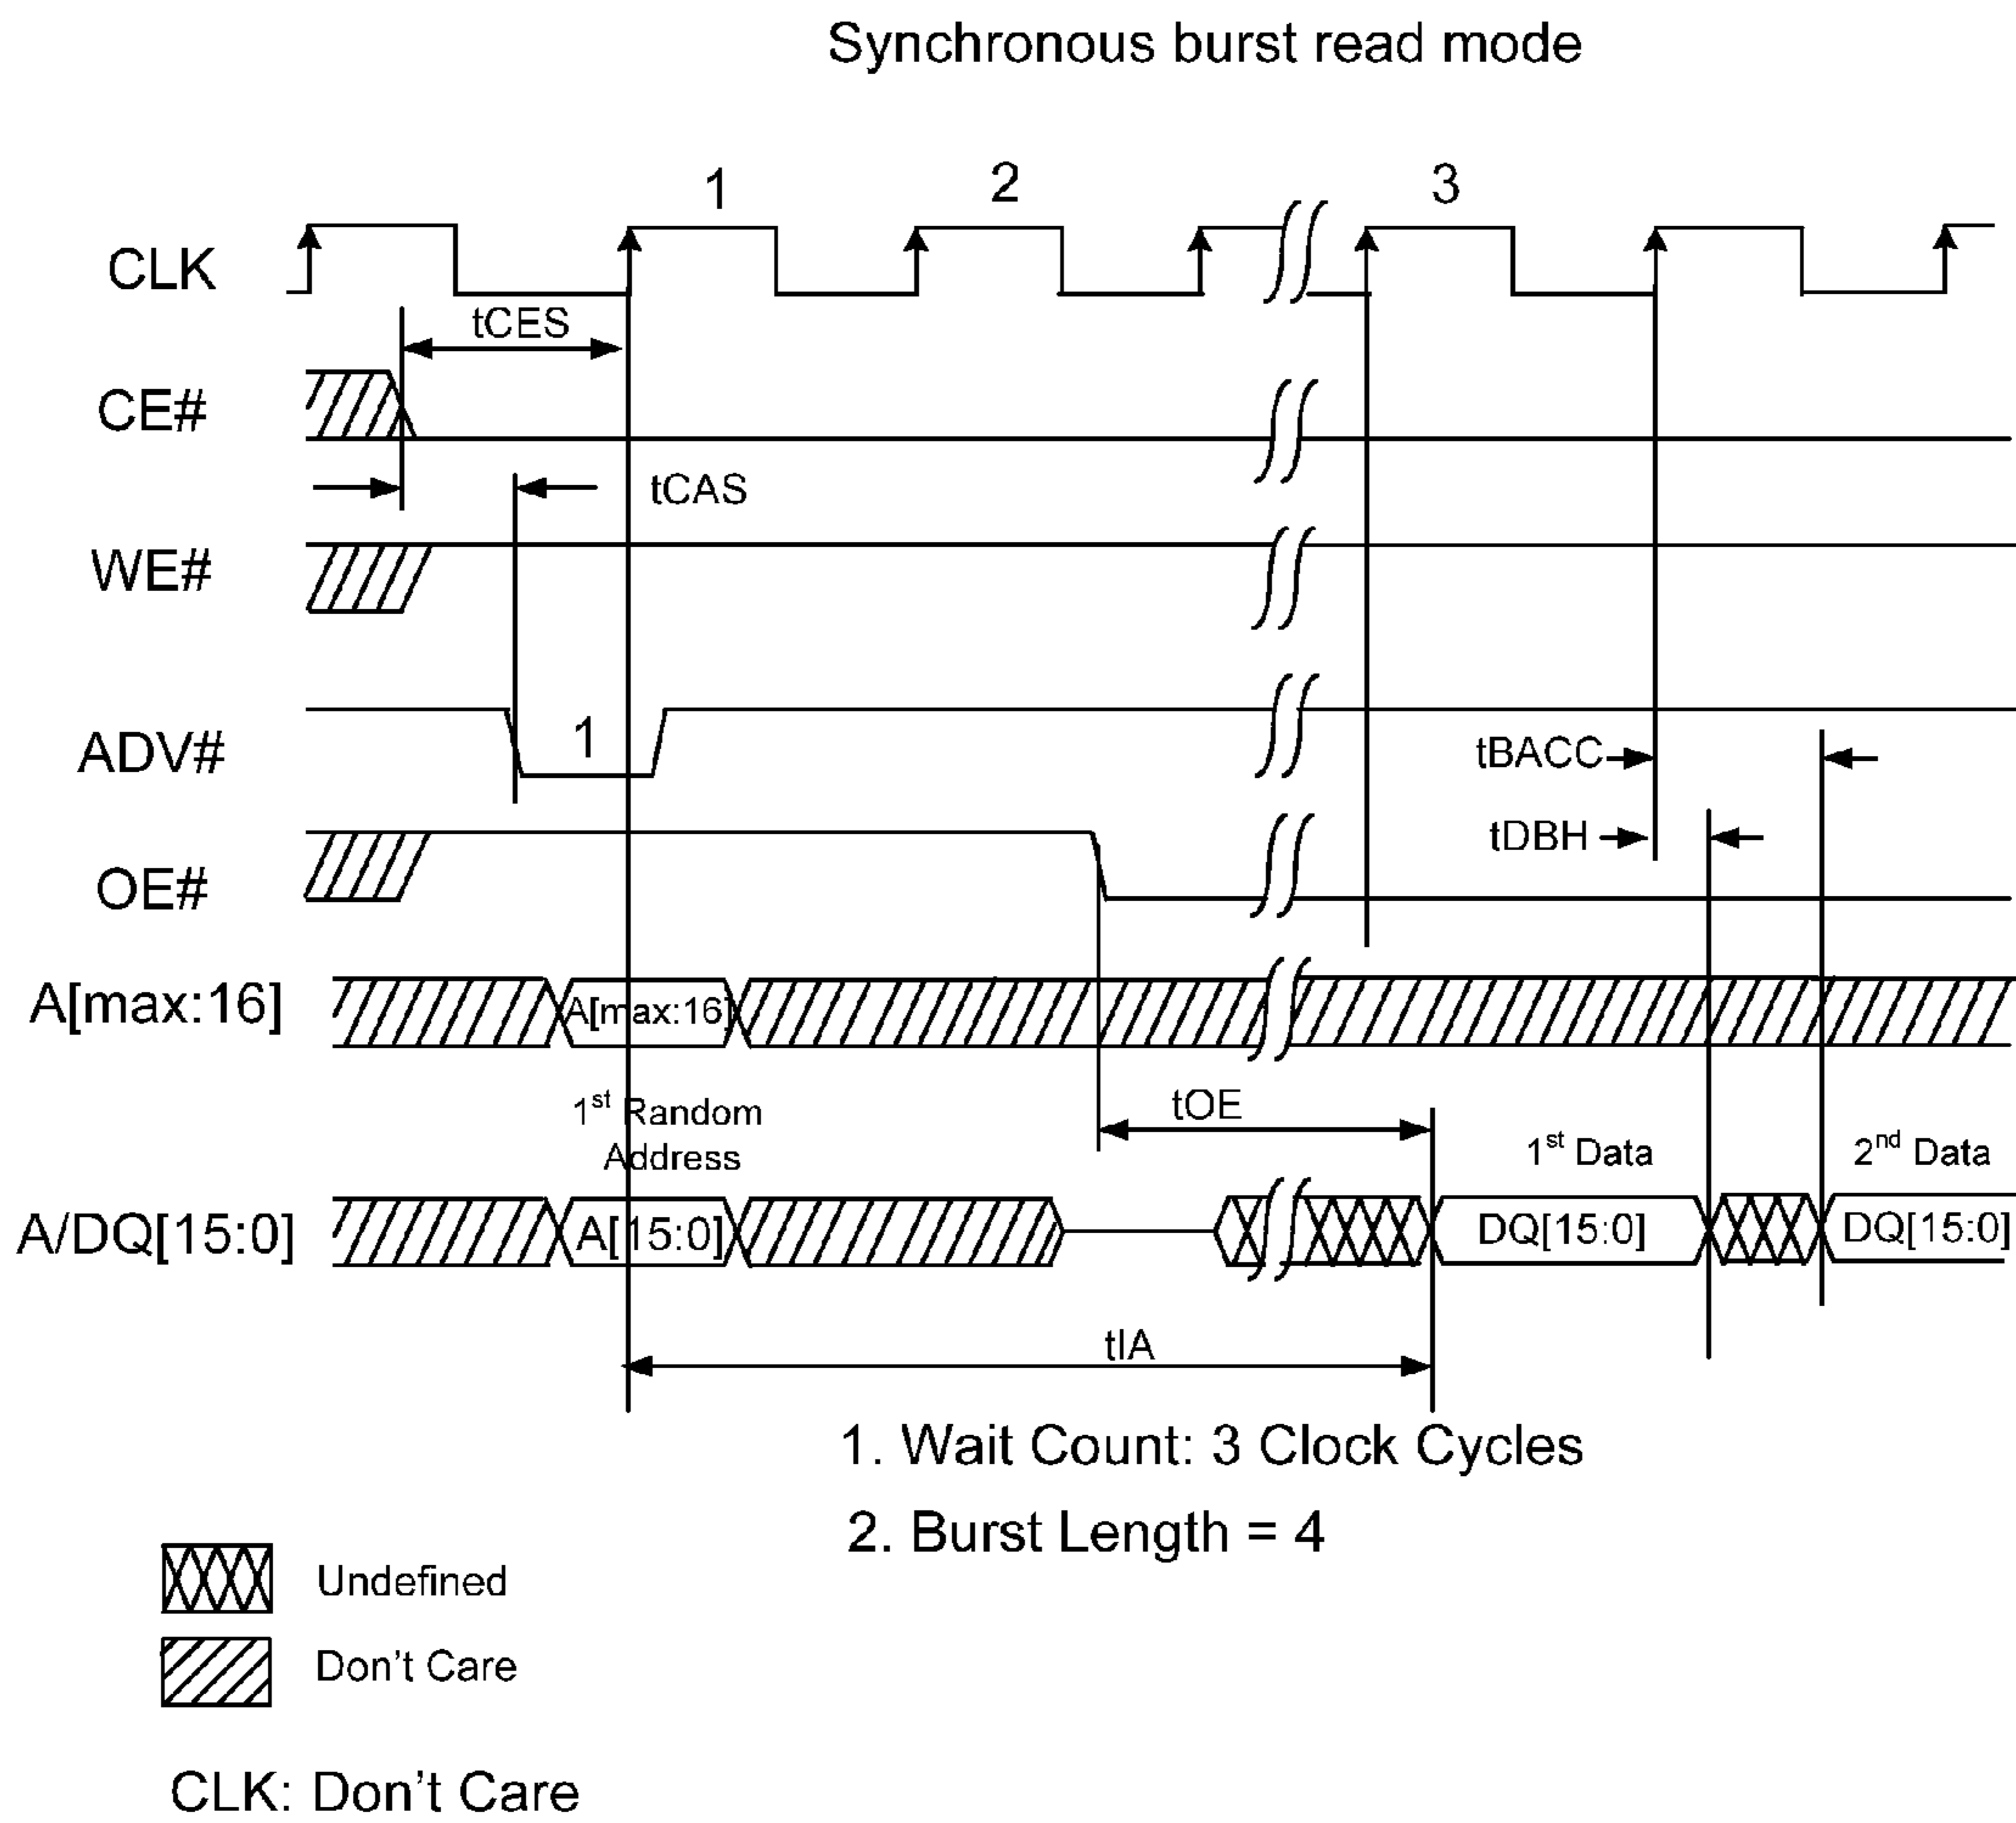 Synchronous burst read mode
1 2 3
CLK
tCES
CE#
tCAS
WE#
ADV#
1
tBACC
tDBH
OE#
A[max:16]
A[max:16]
1st Random
Address
tOE
1st Data
2nd Data
A/DQ[15:0]
A[15:0]
DQ[15:0]
DQ[15:0]
tIA
1. Wait Count: 3 Clock Cycles
2. Burst Length = 4
Undefined
Don't Care
CLK: Don't Care